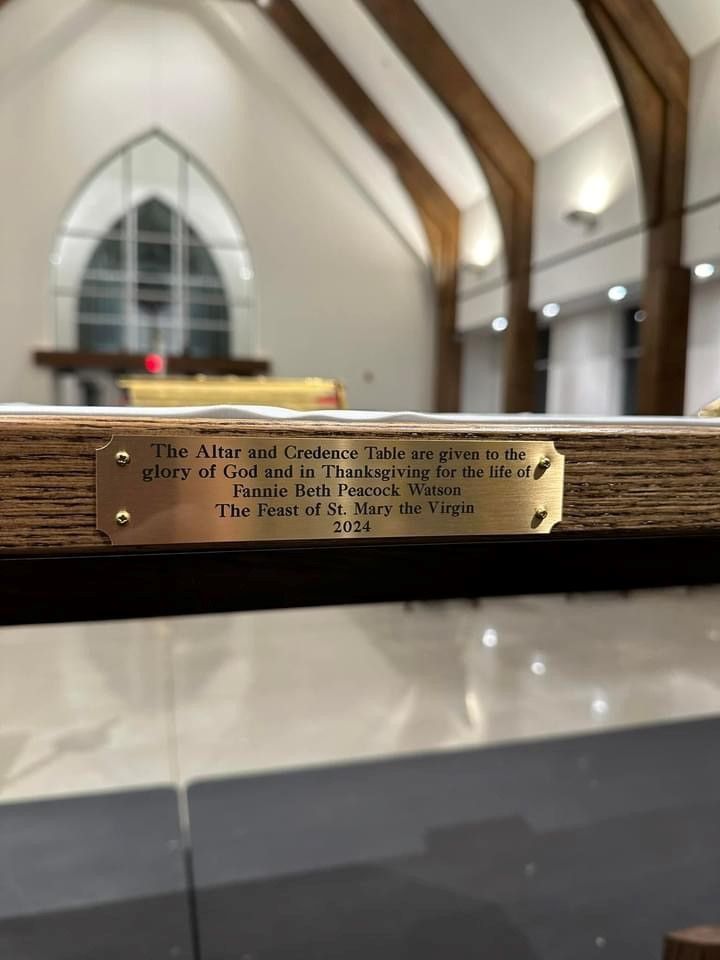 The Altar and Credence Table are given to the
glory of God and in Thanksgiving for the life of
Fannie Beth Peacock Watson
The Feast of St. Mary the Virgin
2024